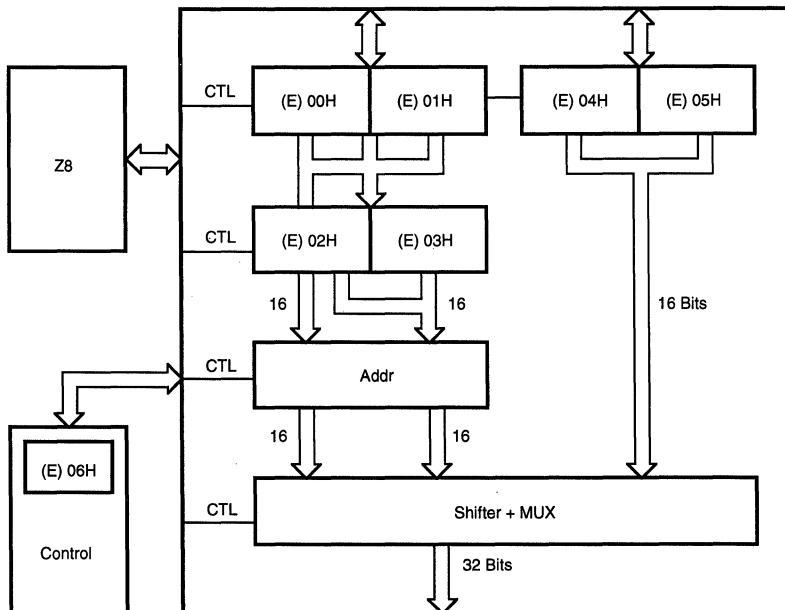 CTL
(E) 00H
(E) 01H
(E) 04H
(E) 05H
Z8
CTL
(E) 02H
(E) 03H
16
16
16 Bits
CTL
Addr
16
16
(E) 06H
CTL
Shifter + MUX
Control
32 Bits